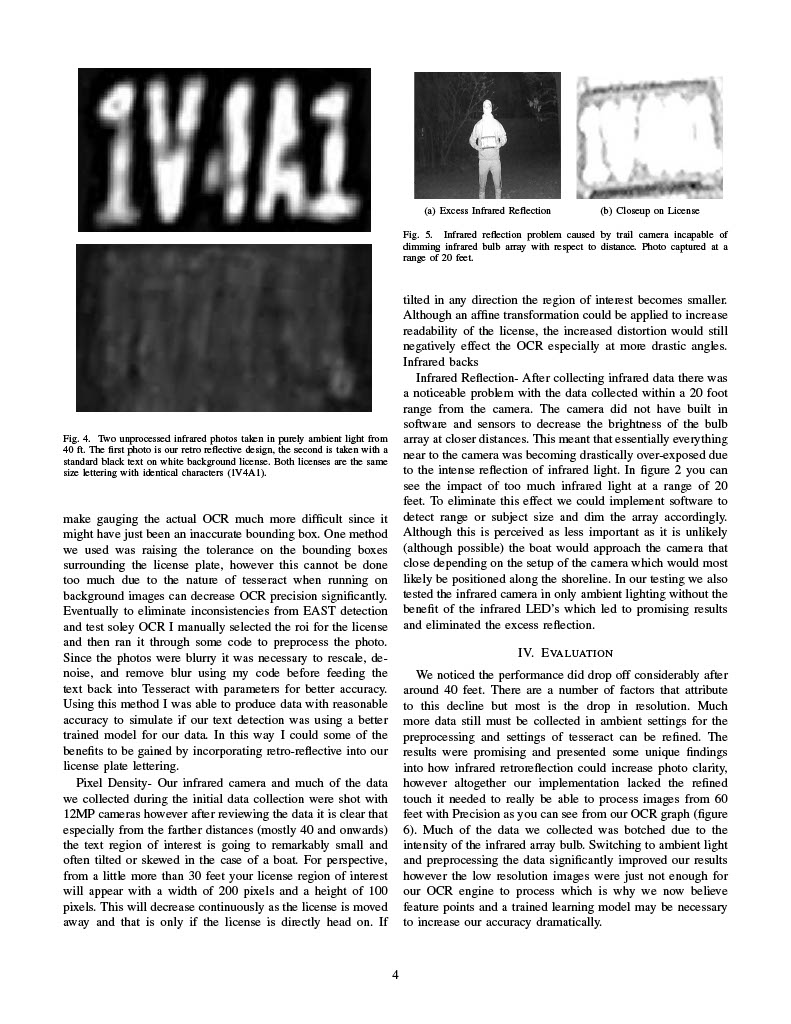 1V4A1
Fig. 4. Two unprocessed infrared photos taken in purely ambient light from
40 ft. The first photo is our retro reflective design, the second is taken with a
standard black text on white background license. Both licenses are the same
size lettering with identical characters (1V4A1).
make gauging the actual OCR much more difficult since it
might have just been an inaccurate bounding box. One method
we used was raising the tolerance on the bounding boxes
surrounding the license plate, however this cannot be done
too much due to the nature of tesseract when running on
background images can decrease OCR precision significantly.
Eventually to eliminate inconsistencies from EAST detection
and test soley OCR I manually selected the roi for the license
and then ran it through some code to preprocess the photo.
Since the photos were blurry it was necessary to rescale, de-
noise, and remove blur using my code before feeding the
text back into Tesseract with parameters for better accuracy.
Using this method I was able to produce data with reasonable
accuracy to simulate if our text detection was using a better
trained model for our data. In this way I could some of the
benefits to be gained by incorporating retro-reflective into our
license plate lettering.
Pixel Density- Our infrared camera and much of the data
we collected during the initial data collection were shot with
12MP cameras however after reviewing the data it is clear that
especially from the farther distances (mostly 40 and onwards)
the text region of interest is going to remarkably small and
often tilted or skewed in the case of a boat. For perspective,
from a little more than 30 feet your license region of interest
will appear with a width of 200 pixels and a height of 100
pixels. This will decrease continuously as the license is moved
away and that is only if the license is directly head on. If
(a) Excess Infrared Reflection
(b) Closeup on License
Fig. 5. Infrared reflection problem caused by trail camera incapable of
dimming infrared bulb array with respect to distance. Photo captured at a
range of 20 feet.
tilted in any direction the region of interest becomes smaller.
Although an affine transformation could be applied to increase
readability of the license, the increased distortion would still
negatively effect the OCR especially at more drastic angles.
Infrared backs
Infrared Reflection- After collecting infrared data there was
a noticeable problem with the data collected within a 20 foot
range from the camera. The camera did not have built in
software and sensors to decrease the brightness of the bulb
array at closer distances. This meant that essentially everything
near to the camera was becoming drastically over-exposed due
to the intense reflection of infrared light. In figure 2 you can
see the impact of too much infrared light at a range of 20
feet. To eliminate this effect we could implement software to
detect range or subject size and dim the array accordingly.
Although this is perceived as less important as it is unlikely
(although possible) the boat would approach the camera that
close depending on the setup of the camera which would most
likely be positioned along the shoreline. In our testing we also
tested the infrared camera in only ambient lighting without the
benefit of the infrared LED's which led to promising results
and eliminated the excess reflection.
IV. EVALUATION
We noticed the performance did drop off considerably after
around 40 feet. There are a number of factors that attribute
to this decline but most is the drop in resolution. Much
more data still must be collected in ambient settings for the
preprocessing and settings of tesseract can be refined. The
results were promising and presented some unique findings
into how infrared retroreflection could increase photo clarity,
however altogether our implementation lacked the refined
touch it needed to really be able to process images from 60
feet with Precision as you can see from our OCR graph (figure
6). Much of the data we collected was botched due to the
intensity of the infrared array bulb. Switching to ambient light
and preprocessing the data significantly improved our results
however the low resolution images were just not enough for
our OCR engine to process which is why we now believe
feature points and a trained learning model may be necessary
to increase our accuracy dramatically.
4